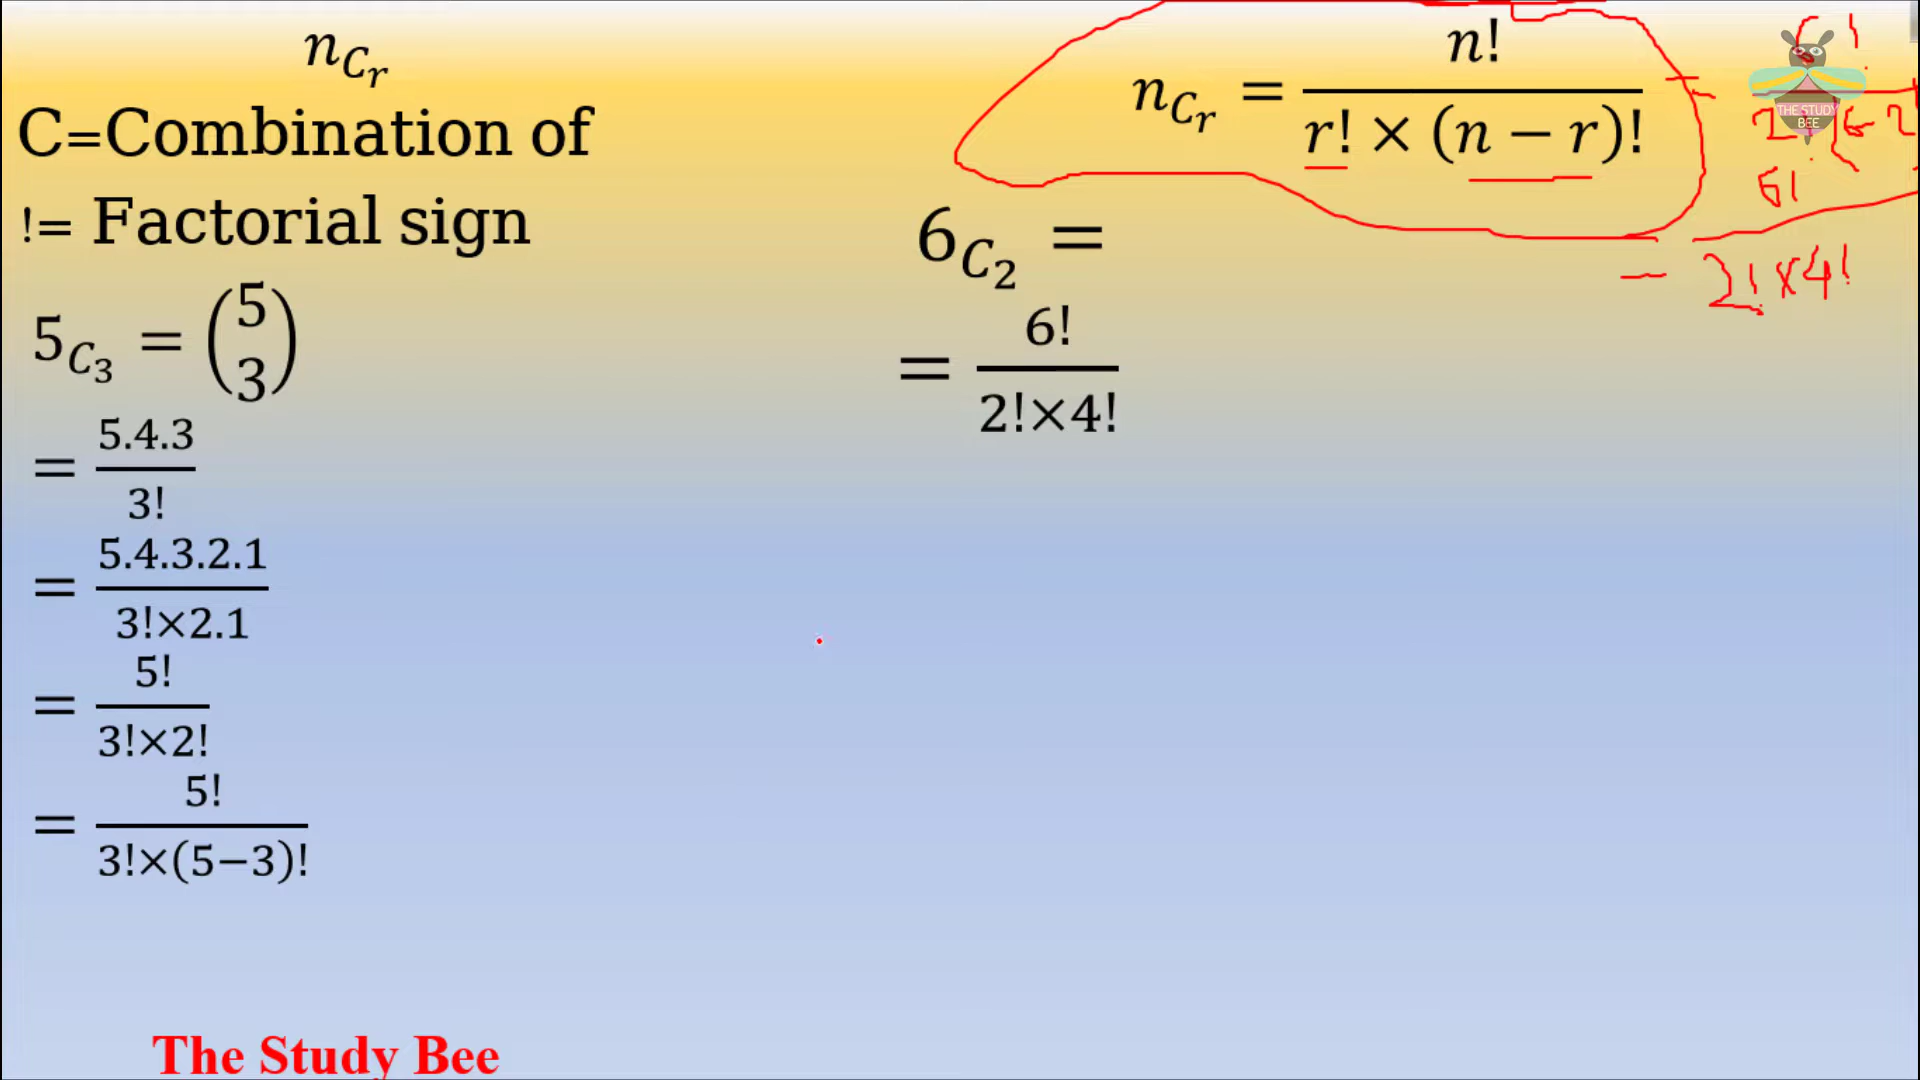 nCr
C=Combination of
!= Factorial sign
5C3 = (5 3)
= 5.4.3 / 3!
= 5.4.3.2.1 / 3!×2.1
= 5! / 3!×2!
= 5! / 3!×(5−3)!
The Study Bee
nCr = n! / r! × (n − r)!
6C2 =
= 6! / 2!×4!
THE STUDY
BEE
6!
= 2!×4!